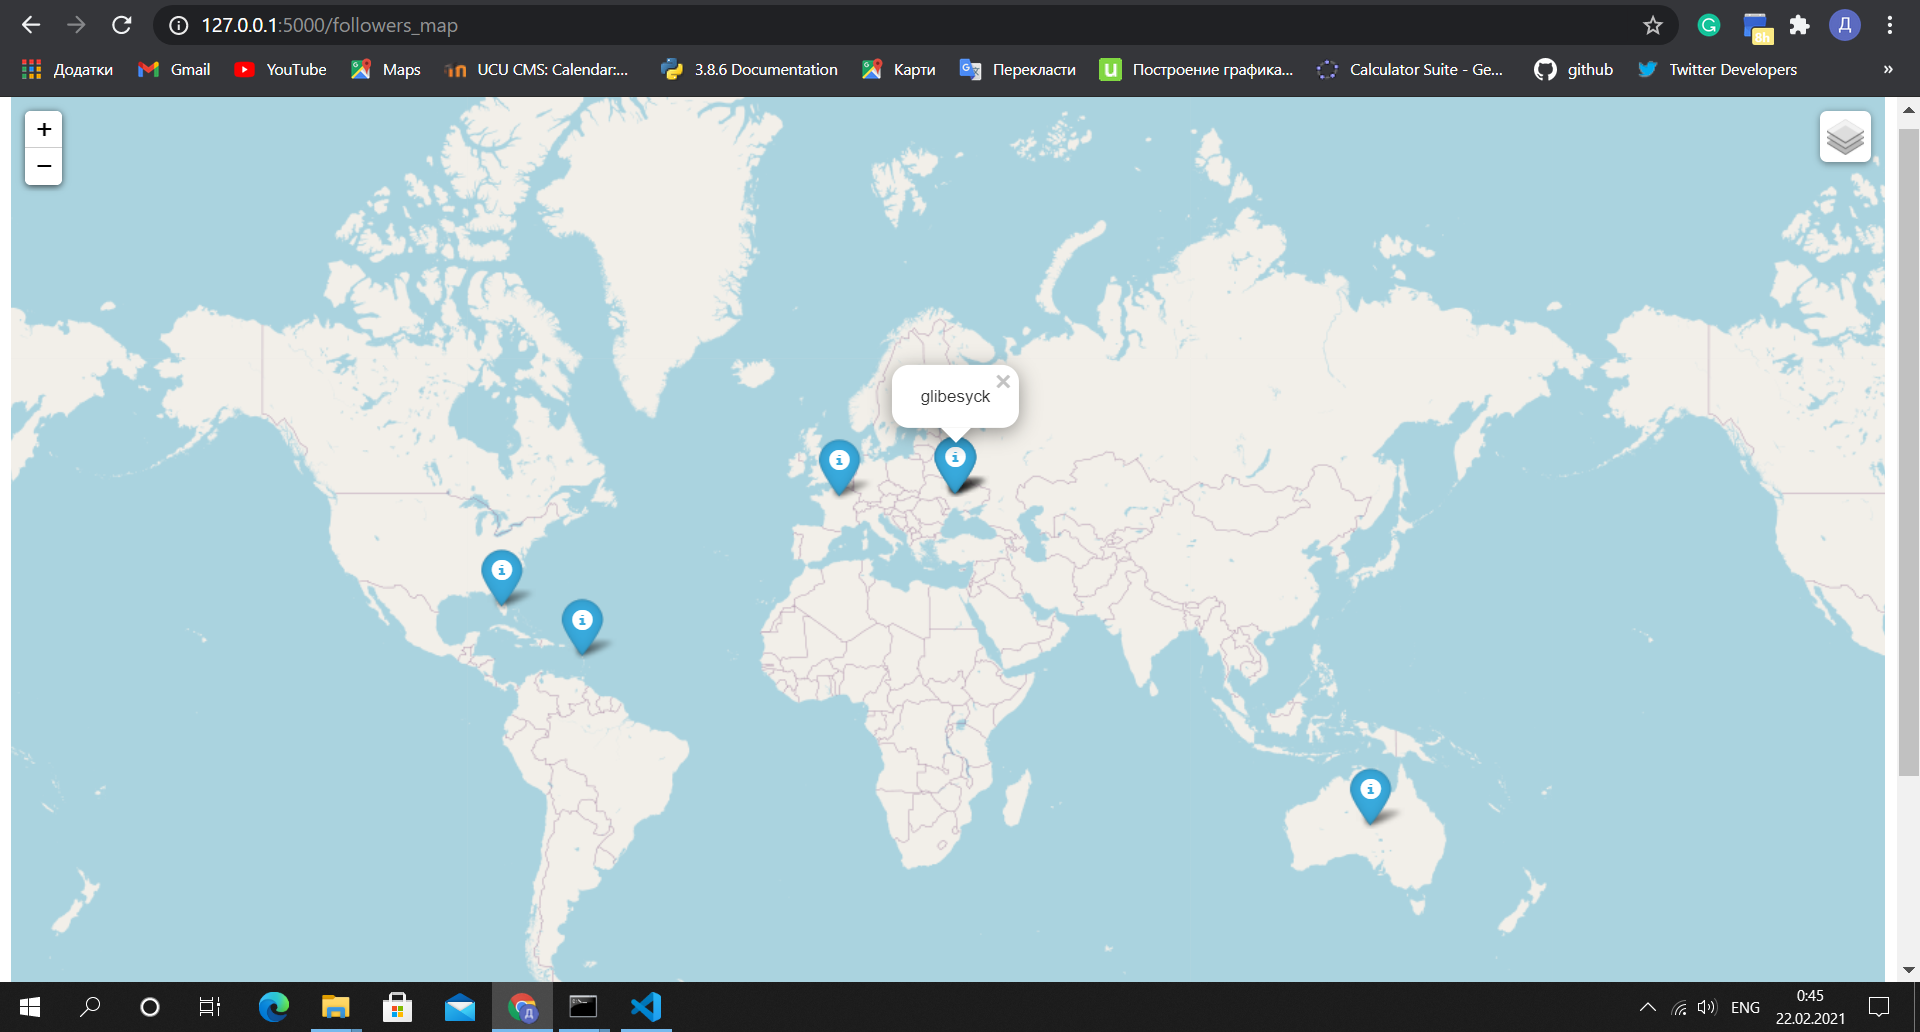 127.0.0.1:5000/followers_map
8h
Д
Додатки
Gmail
YouTube
Maps
UCU CMS: Calendar:...
3.8.6 Documentation
Карти
Перекласти
Построение графика...
Calculator Suite - Ge...
github
Twitter Developers
»
+
−
glibesyck
×
i
i
i
i
i
ENG
0:45
22.02.2021